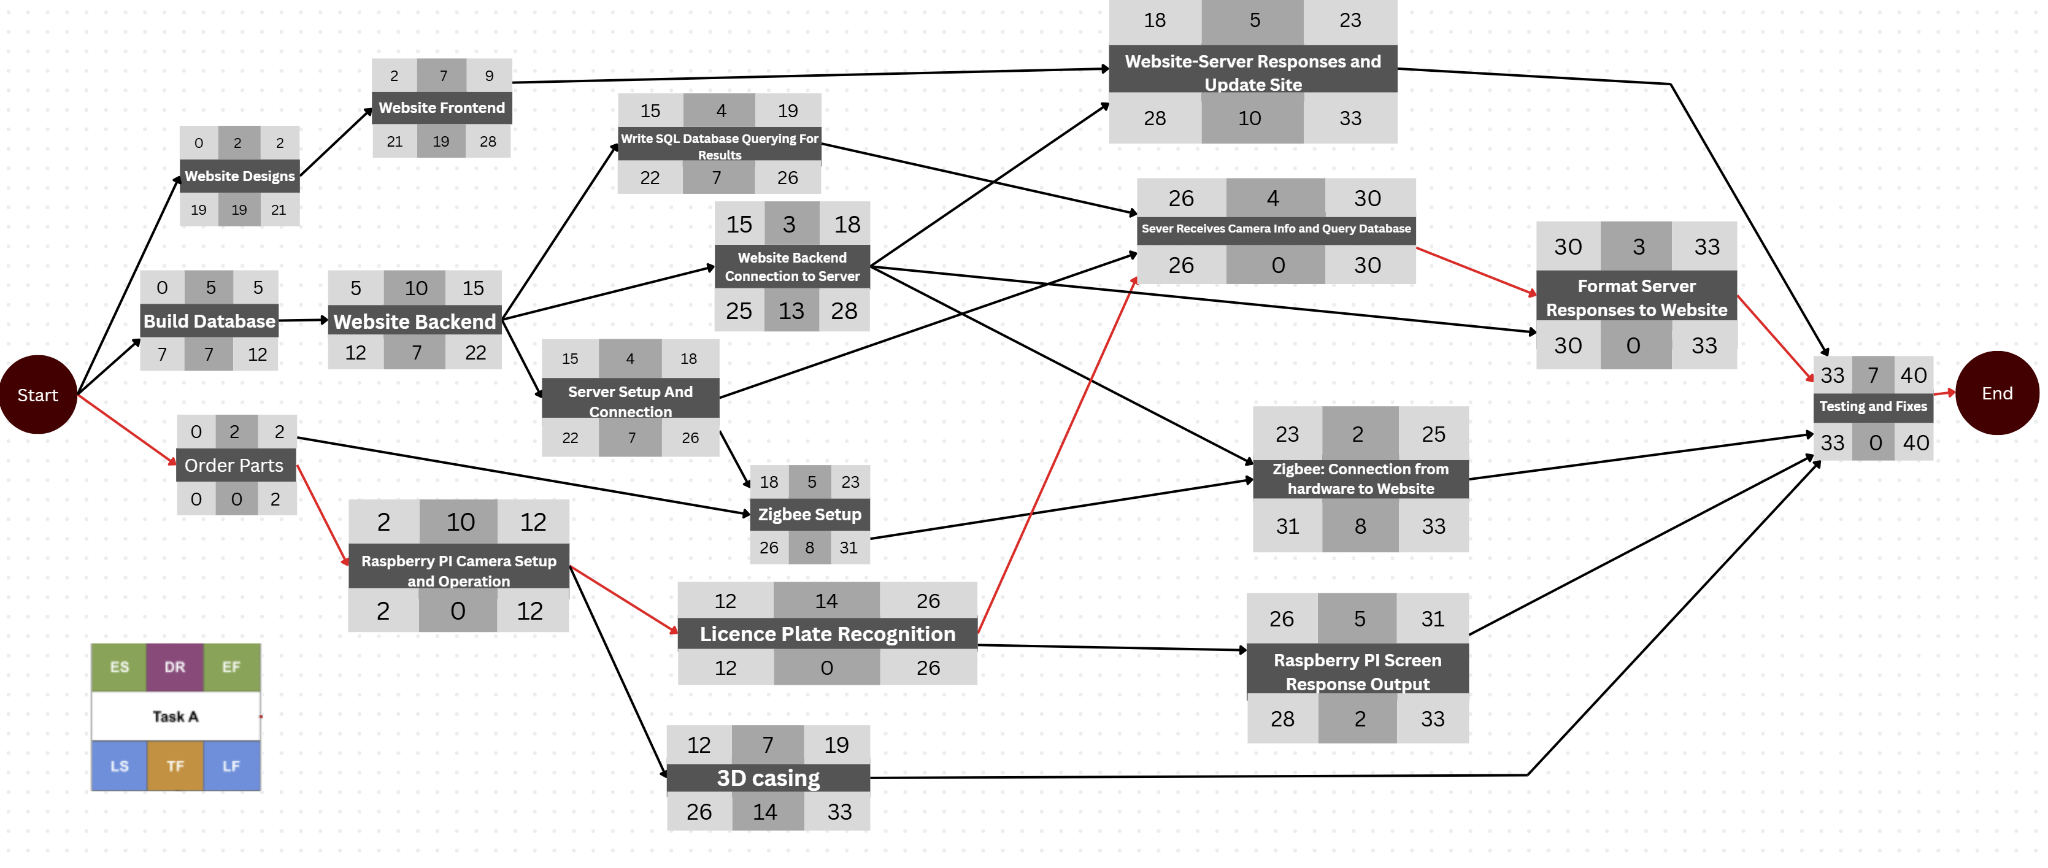 18 5 23
Website-Server Responses and
Update Site
28 10 33
2 7 9
Website Frontend
21 19 28
15 4 19
Write SQL Database Querying For
Results
22 7 26
0 2 2
Website Designs
19 19 21
26 4 30
Sever Receives Camera Info and Query Database
26 0 30
15 3 18
Website Backend
Connection to Server
25 13 28
30 3 33
Format Server
Responses to Website
30 0 33
0 5 5
Build Database
7 7 12
5 10 15
Website Backend
12 7 22
15 4 18
Server Setup And
Connection
22 7 26
Start
33 7 40
Testing and Fixes
33 0 40
End
0 2 2
Order Parts
0 0 2
23 2 25
Zigbee: Connection from
hardware to Website
31 8 33
18 5 23
Zigbee Setup
26 8 31
2 10 12
Raspberry PI Camera Setup
and Operation
2 0 12
12 14 26
Licence Plate Recognition
12 0 26
26 5 31
Raspberry PI Screen
Response Output
28 2 33
ES DR EF
Task A
LS TF LF
12 7 19
3D casing
26 14 33